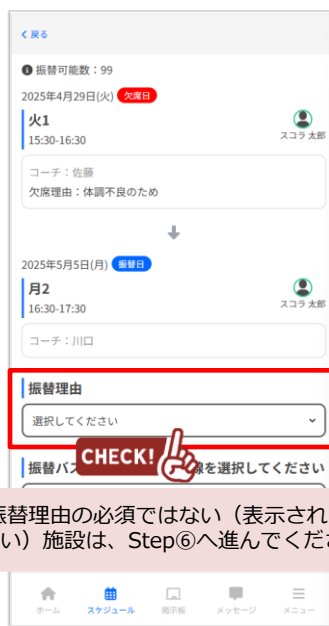 戻る
振替可能数：99
2025年4月29日(火) 欠席日
火1
15:30-16:30
スコラ 太郎
コーチ：佐藤
欠席理由：体調不良のため
2025年5月5日(月) 振替日
月2
16:30-17:30
スコラ 太郎
コーチ：川口
振替理由
選択してください
CHECK!
振替バス 線を選択してください
振替理由の必須ではない（表示され
い）施設は、Step⑥へ進んでくだ
ホーム スケジュール 掲示板 メッセージ メニュー